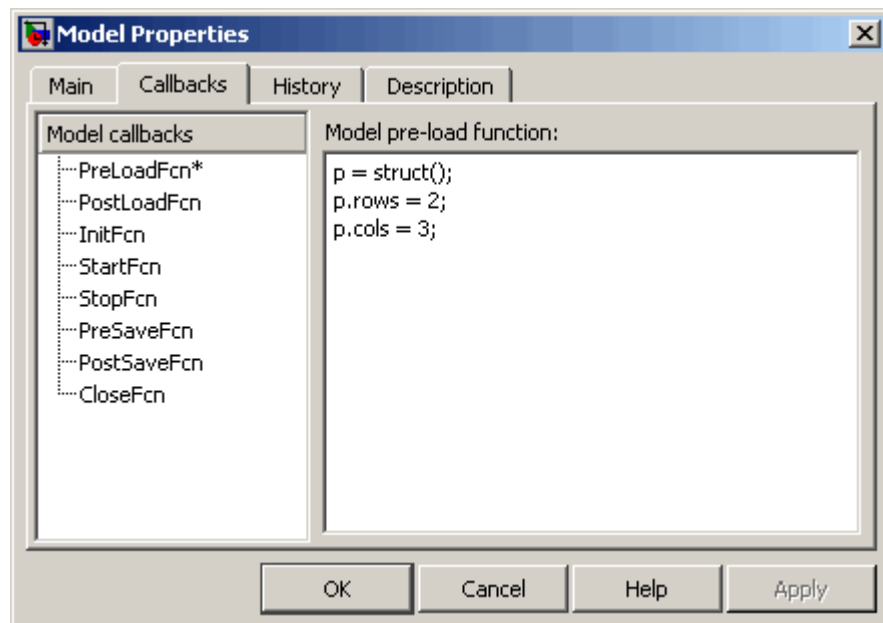 Model Properties
Main Callbacks History Description
Model callbacks
PreLoadFcn*
PostLoadFcn
InitFcn
StartFcn
StopFcn
PreSaveFcn
PostSaveFcn
CloseFcn
Model pre-load function:
p = struct();
p.rows = 2;
p.cols = 3;
OK Cancel Help Apply